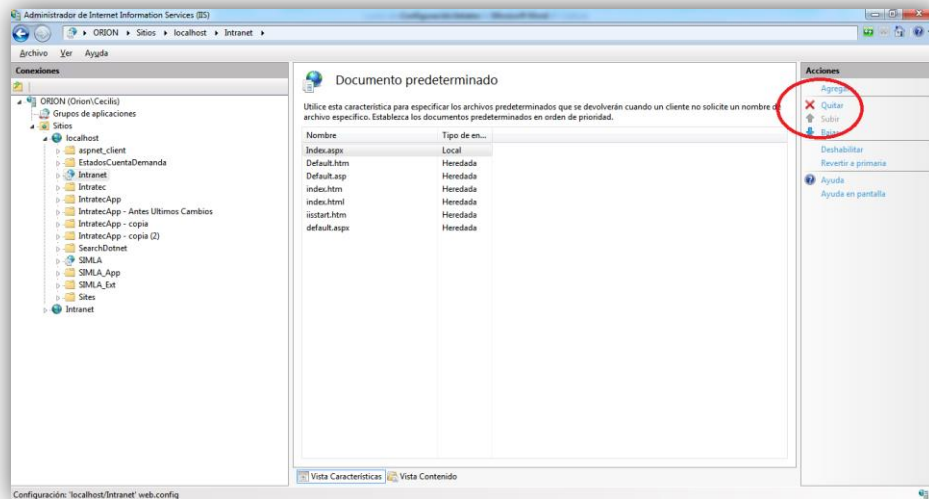 Administrador de Internet Information Services (IIS)
ORION Sitios localhost Intranet
Archivo Ver Ayuda
Conexiones
ORION (Orion\Cecilis)
Grupos de aplicaciones
Sitios
localhost
aspnet_client
EstadosCuentaDemanda
Intranet
Intratec
IntratecApp
IntratecApp - Antes Ultimos Cambios
IntratecApp - copia
IntratecApp - copia (2)
SearchDotnet
SIMLA
SIMLA_App
SIMLA_Ext
Sites
Intranet
Documento predeterminado
Utilice esta característica para especificar los archivos predeterminados que se devolverán cuando un cliente no solicite un nombre de
archivo específico. Establezca los documentos predeterminados en orden de prioridad.
Nombre Tipo de en...
Index.aspx Local
Default.htm Heredada
Default.asp Heredada
index.htm Heredada
index.html Heredada
iisstart.htm Heredada
default.aspx Heredada
Vista Características Vista Contenido
Acciones
Agregar
Quitar
Subir
Bajar
Deshabilitar
Revertir a primaria
Ayuda
Ayuda en pantalla
Configuración: 'localhost/Intranet' web.config